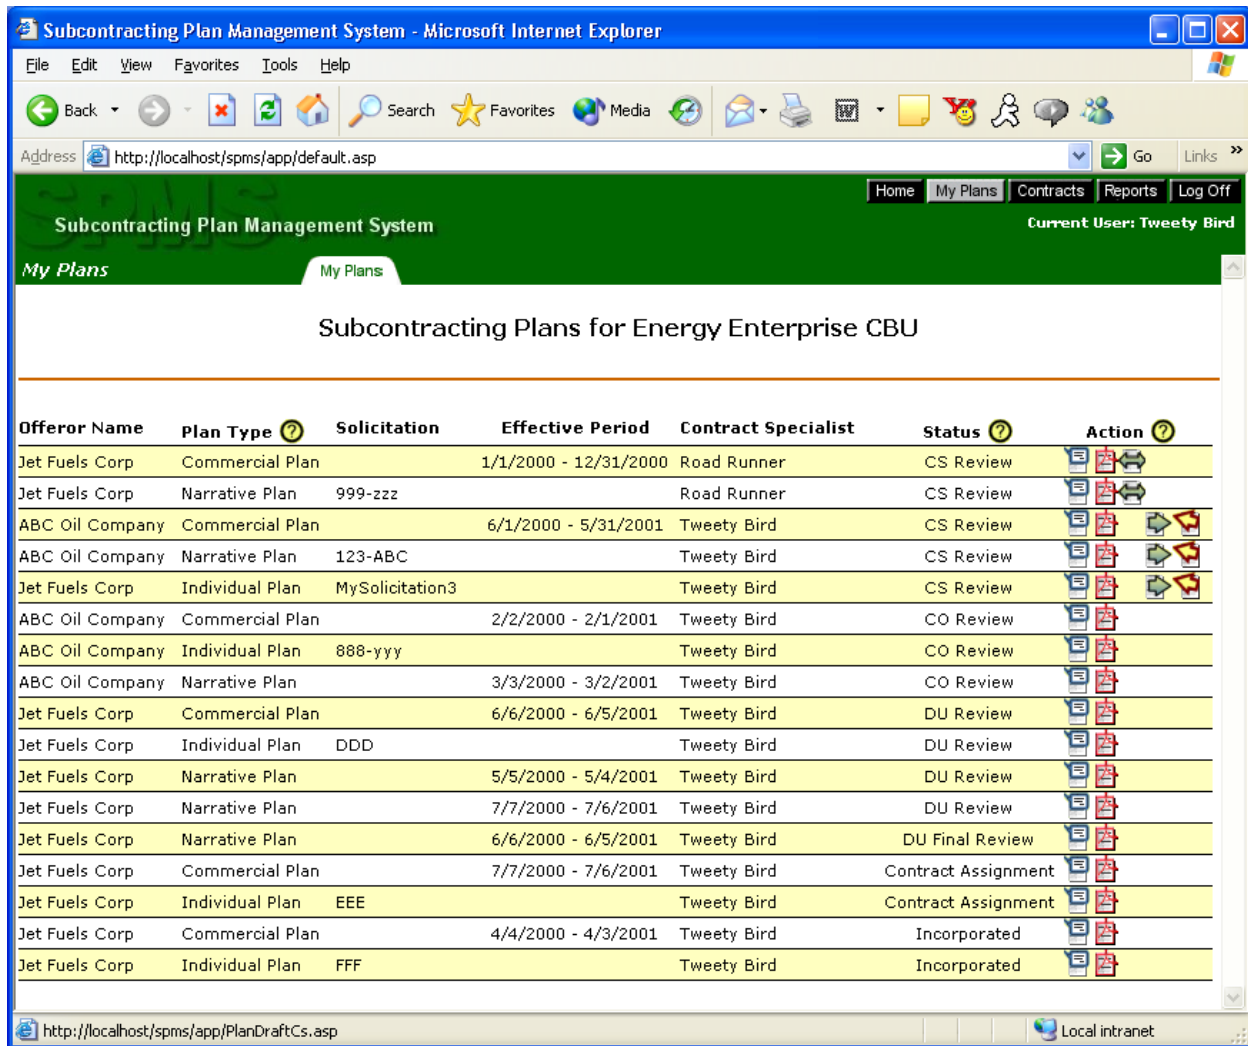 Subcontracting Plan Management System - Microsoft Internet Explorer
File Edit View Favorites Tools Help
Back Search Favorites Media
Address http://localhost/spms/app/default.asp Go Links »
SPMS
Home My Plans Contracts Reports Log Off
Subcontracting Plan Management System Current User: Tweety Bird
My Plans My Plans
Subcontracting Plans for Energy Enterprise CBU
Offeror Name Plan Type ? Solicitation Effective Period Contract Specialist Status ? Action ?
Jet Fuels Corp Commercial Plan 1/1/2000 - 12/31/2000 Road Runner CS Review
Jet Fuels Corp Narrative Plan 999-zzz Road Runner CS Review
ABC Oil Company Commercial Plan 6/1/2000 - 5/31/2001 Tweety Bird CS Review
ABC Oil Company Narrative Plan 123-ABC Tweety Bird CS Review
Jet Fuels Corp Individual Plan MySolicitation3 Tweety Bird CS Review
ABC Oil Company Commercial Plan 2/2/2000 - 2/1/2001 Tweety Bird CO Review
ABC Oil Company Individual Plan 888-yyy Tweety Bird CO Review
ABC Oil Company Narrative Plan 3/3/2000 - 3/2/2001 Tweety Bird CO Review
Jet Fuels Corp Commercial Plan 6/6/2000 - 6/5/2001 Tweety Bird DU Review
Jet Fuels Corp Individual Plan DDD Tweety Bird DU Review
Jet Fuels Corp Narrative Plan 5/5/2000 - 5/4/2001 Tweety Bird DU Review
Jet Fuels Corp Narrative Plan 7/7/2000 - 7/6/2001 Tweety Bird DU Review
Jet Fuels Corp Narrative Plan 6/6/2000 - 6/5/2001 Tweety Bird DU Final Review
Jet Fuels Corp Commercial Plan 7/7/2000 - 7/6/2001 Tweety Bird Contract Assignment
Jet Fuels Corp Individual Plan EEE Tweety Bird Contract Assignment
Jet Fuels Corp Commercial Plan 4/4/2000 - 4/3/2001 Tweety Bird Incorporated
Jet Fuels Corp Individual Plan FFF Tweety Bird Incorporated
http://localhost/spms/app/PlanDraftCs.asp Local intranet